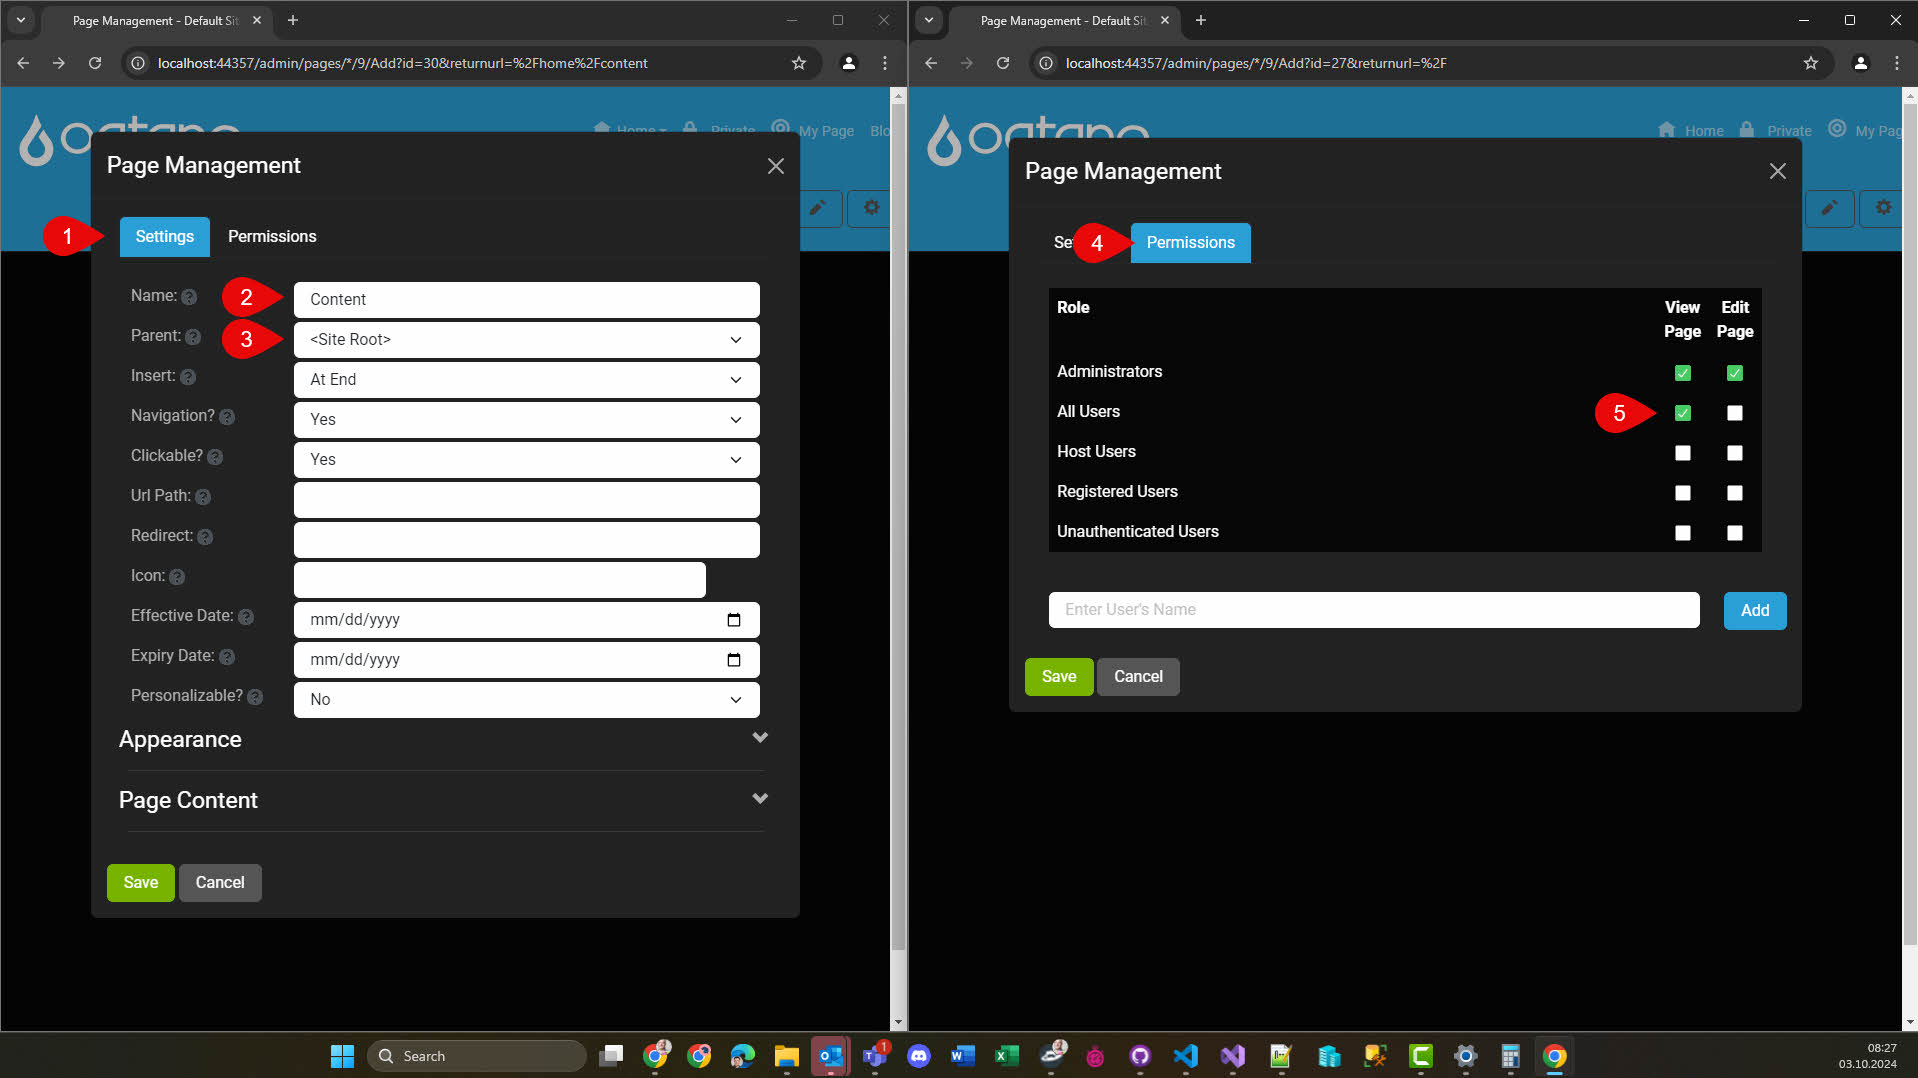 Page Management - Default Sit
localhost:44357/admin/pages/*/9/Add?id=30&returnurl=%2Fhome%2Fcontent
Home
Private
My Page
Blo
Page Management
1
Settings
Permissions
Name:
2
Content
Parent:
3
<Site Root>
Insert:
At End
Navigation?
Yes
Clickable?
Yes
Url Path:
Redirect:
Icon:
Effective Date:
mm/dd/yyyy
Expiry Date:
mm/dd/yyyy
Personalizable?
No
Appearance
Page Content
Save
Cancel
Page Management - Default Sit
localhost:44357/admin/pages/*/9/Add?id=27&returnurl=%2F
Home
Private
My Pag
Page Management
Se
4
Permissions
Role
View Page
Edit Page
Administrators
All Users
5
Host Users
Registered Users
Unauthenticated Users
Enter User's Name
Add
Save
Cancel
Search
1
08:27
03.10.2024